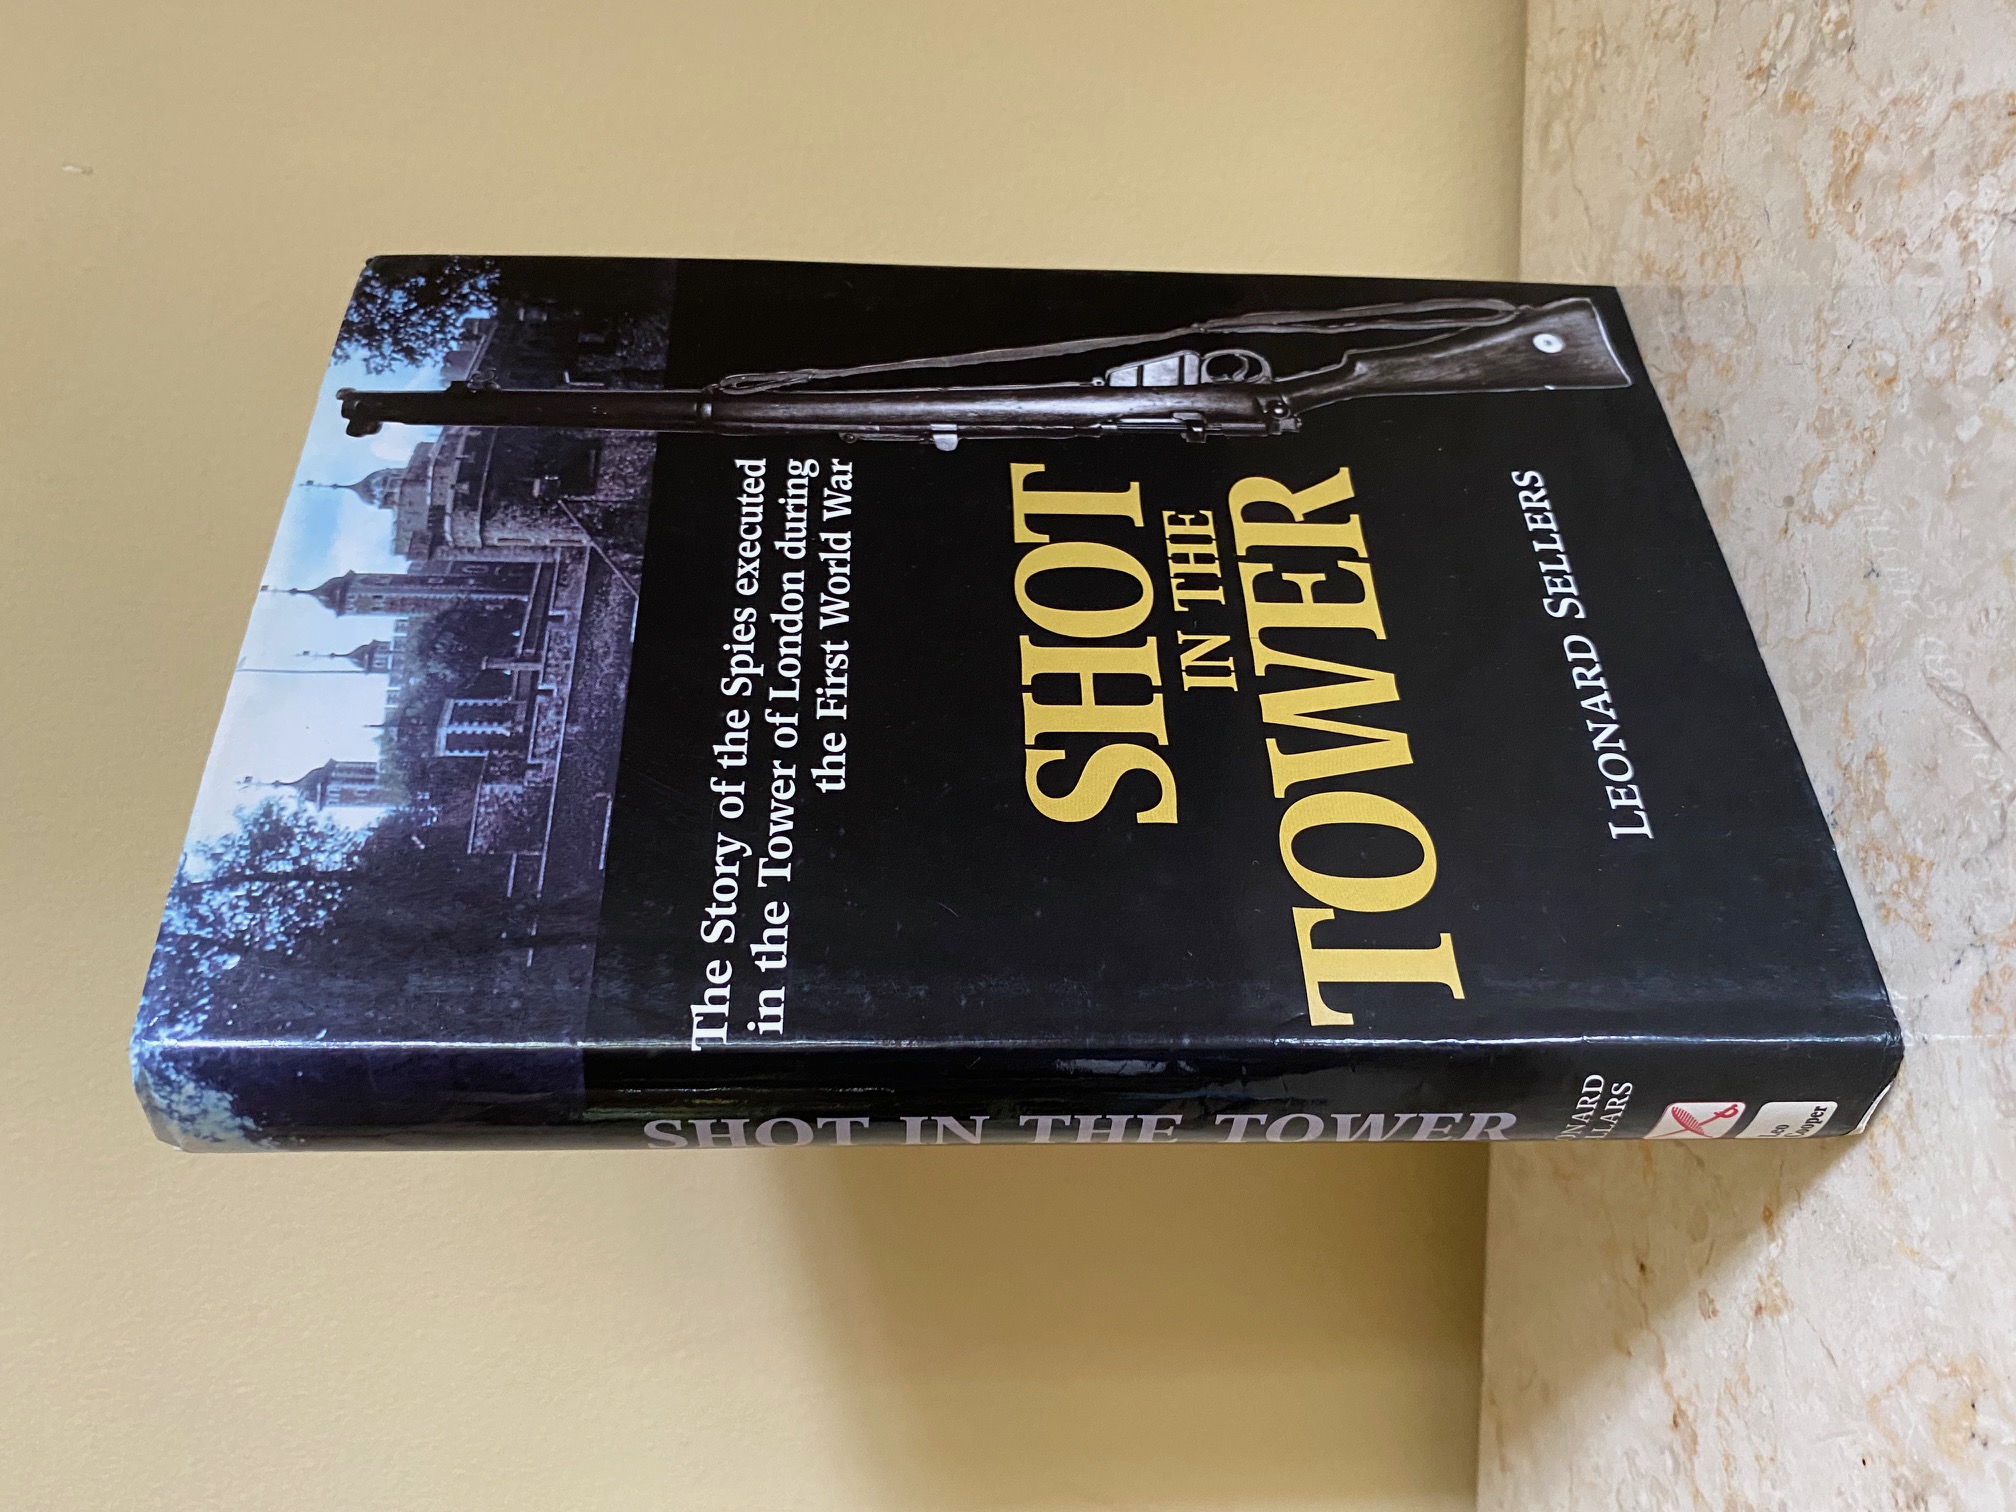 The Story of the Spies executed
in the Tower of London during
the First World War
SHOT
IN THE
TOWER
LEONARD SELLERS
SHOT IN THE TOWER
Cooper